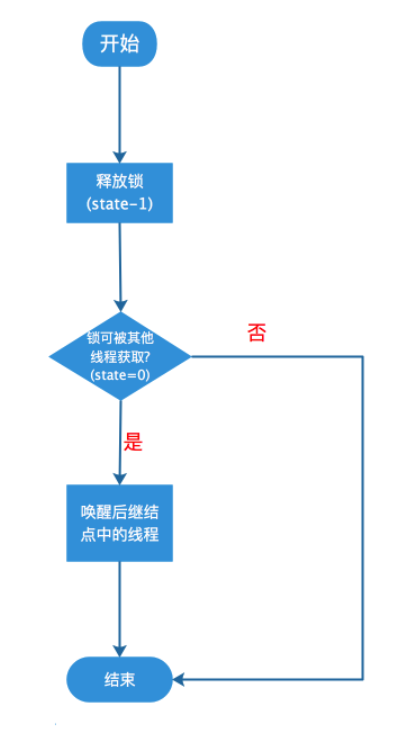 开始
释放锁
(state-1)
锁可被其他
线程获取?
(state=0)
否
是
唤醒后继结
点中的线程
结束